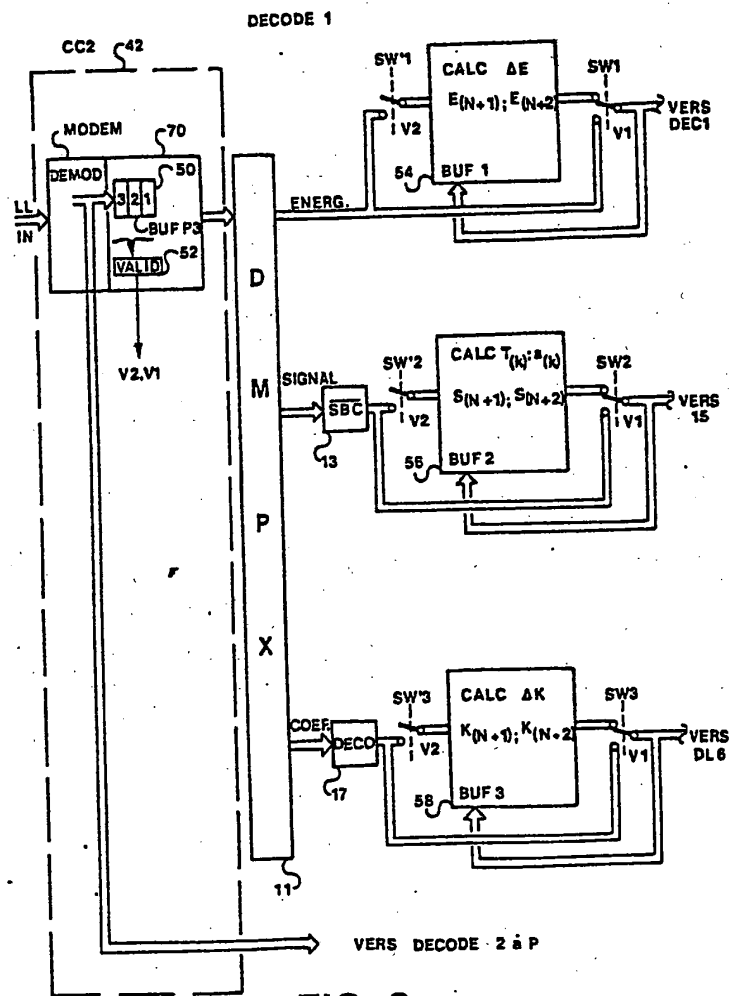 DECODE 1
CC2 42
MODEM 70
DEMOD 50
3 2 1
LL
IN
BUF P3
52
VALID
V2,V1
D
M
P
X
11
ENERG.
SW'1
V2
CALC ΔE
E(N+1); E(N+2)
54 BUF 1
SW1
V1
VERS
DEC1
SIGNAL
SBC
13
SW'2
V2
CALC T(k); a(k)
S(N+1); S(N+2)
56 BUF 2
SW2
V1
VERS
15
COEF.
DECO
17
SW'3
V2
CALC ΔK
K(N+1); K(N+2)
58 BUF 3
SW3
V1
VERS
DL6
VERS DECODE 2 à P